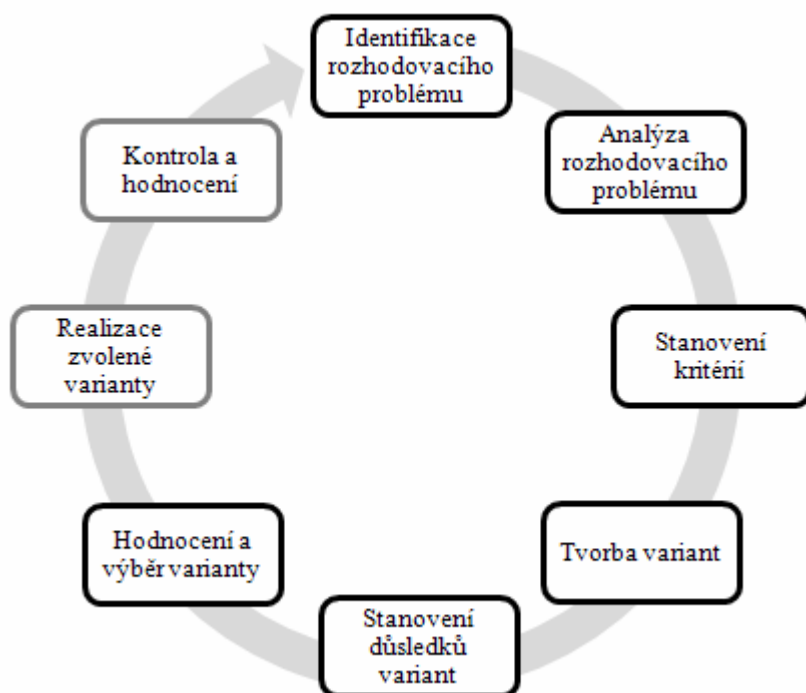 Identifikace
rozhodovacího
problému
Analýza
rozhodovacího
problému
Stanovení
kritérií
Tvorba variant
Stanovení
důsledků
variant
Hodnocení a
výběr varianty
Realizace
zvolené
varianty
Kontrola a
hodnocení